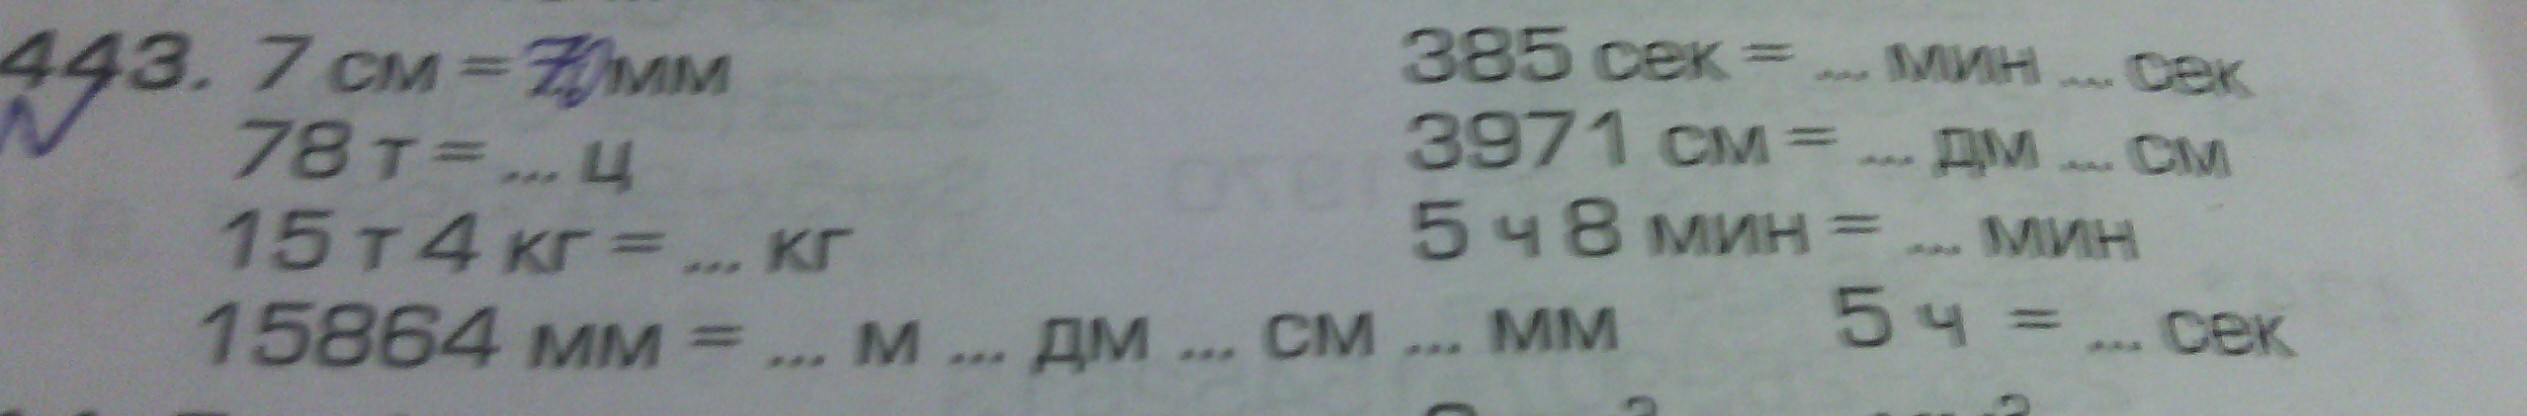 443. 7 см = 70 мм
78 т = ... ц
15 т 4 кг = ... кг
15864 мм = ... м ... дм ... см ... мм
385 сек = ... мин ... сек
3971 см = ... дм ... см
5 ч 8 мин = ... мин
5 ч = ... сек